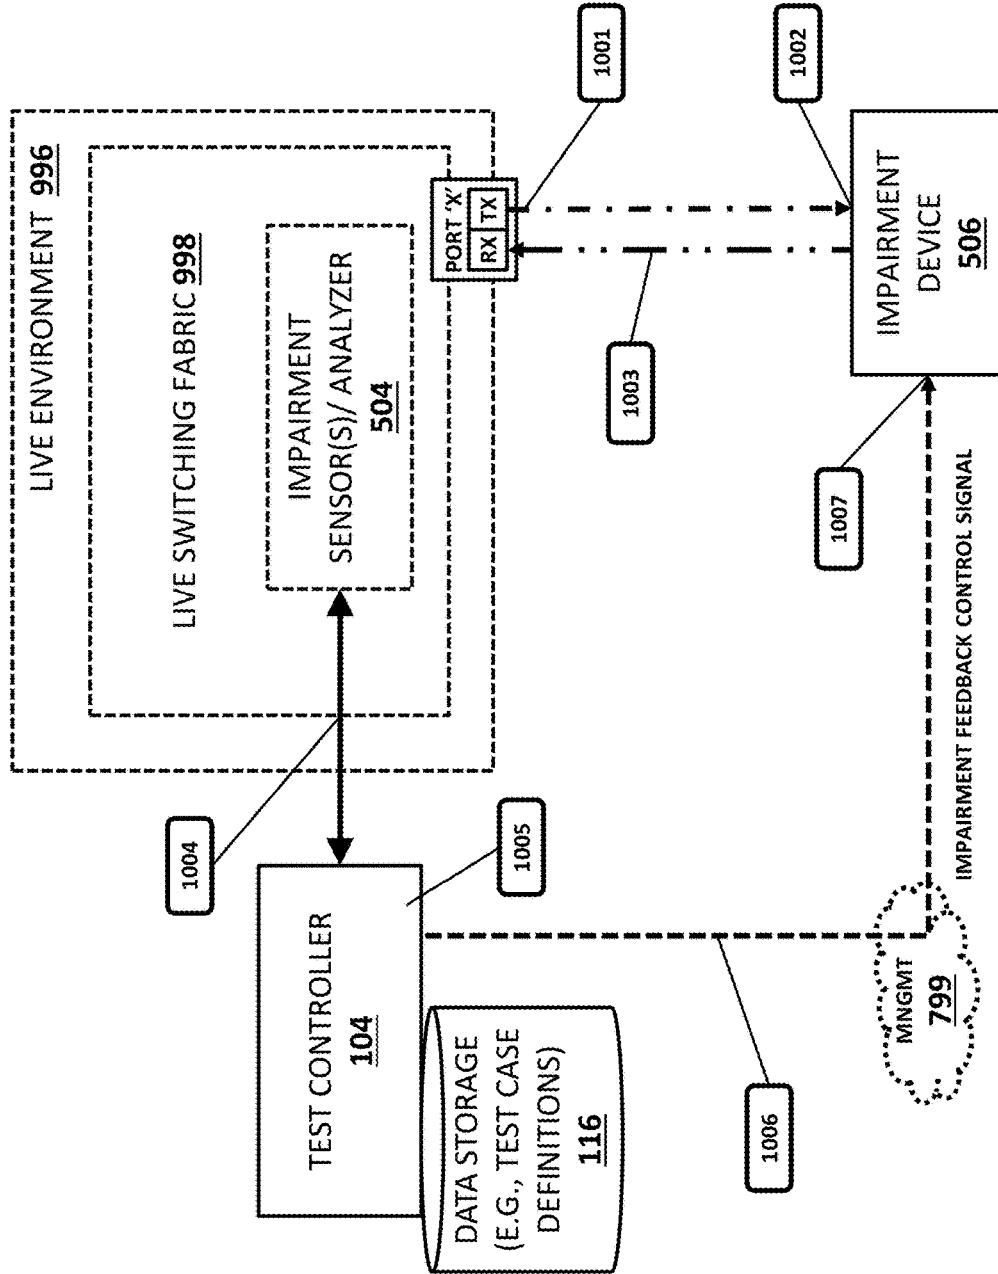 LIVE ENVIRONMENT 996
LIVE SWITCHING FABRIC 998
IMPAIRMENT
SENSOR(S)/ ANALYZER
504
PORT 'X'
RX TX
1001
1002
1003
1004
TEST CONTROLLER
104
1005
DATA STORAGE
(E.G., TEST CASE
DEFINITIONS)
116
1006
MNGMT
799
IMPAIRMENT FEEDBACK CONTROL SIGNAL
1007
IMPAIRMENT
DEVICE
506